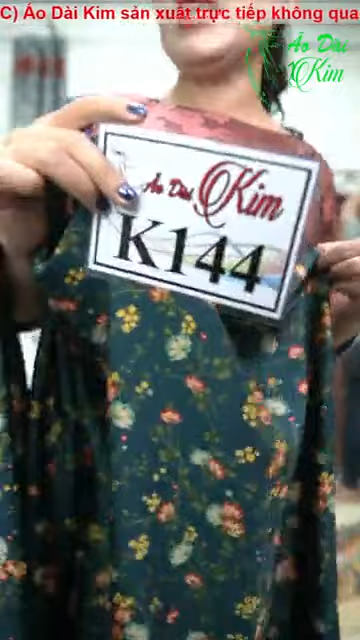 C) Áo Dài Kim sản xuất trực tiếp không qua
Áo Dài
Kim
Áo Dài Kim
K144